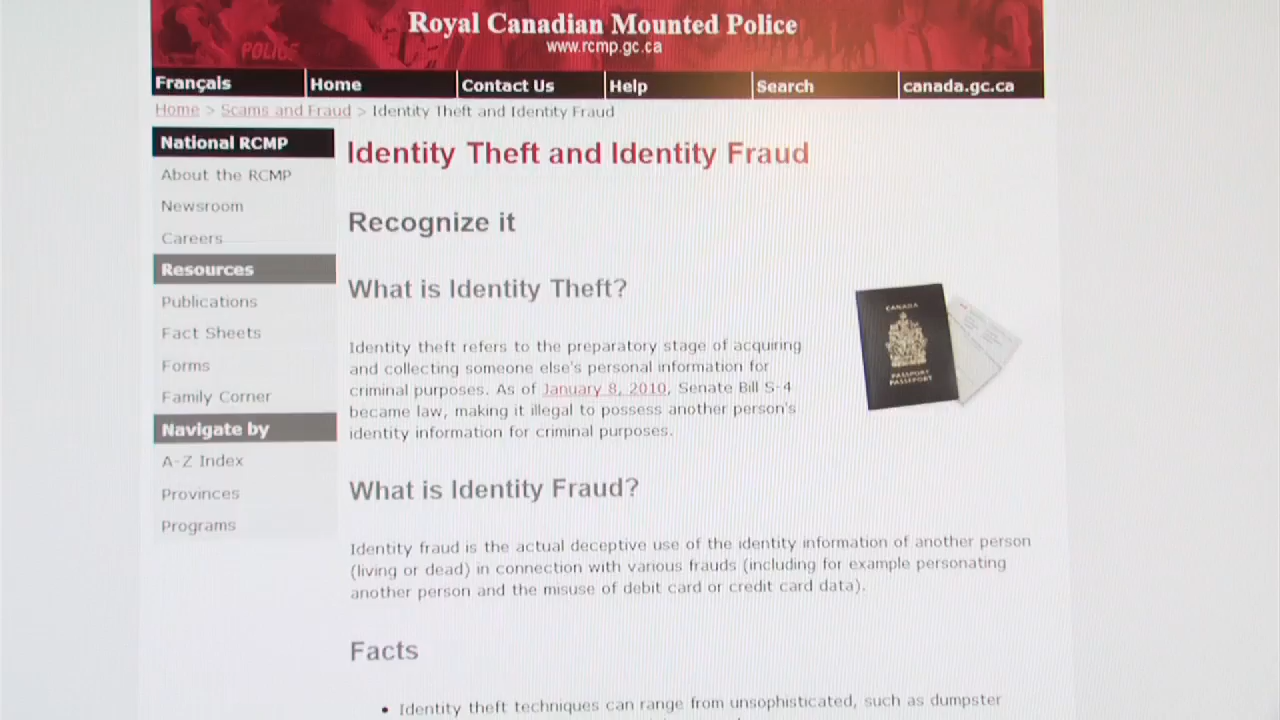 Royal Canadian Mounted Police
www.rcmp.gc.ca
POLICE
Français Home Contact Us Help Search canada.gc.ca
Home > Scams and Fraud > Identity Theft and Identity Fraud
National RCMP
About the RCMP
Newsroom
Careers
Resources
Publications
Fact Sheets
Forms
Family Corner
Navigate by
A-Z Index
Provinces
Programs
Identity Theft and Identity Fraud
Recognize it
What is Identity Theft?
Identity theft refers to the preparatory stage of acquiring
and collecting someone else's personal information for
criminal purposes. As of January 8, 2010, Senate Bill S-4
became law, making it illegal to possess another person's
identity information for criminal purposes.
CANADA
PASSPORT
PASSEPORT
What is Identity Fraud?
Identity fraud is the actual deceptive use of the identity information of another person
(living or dead) in connection with various frauds (including for example personating
another person and the misuse of debit card or credit card data).
Facts
• Identity theft techniques can range from unsophisticated, such as dumpster